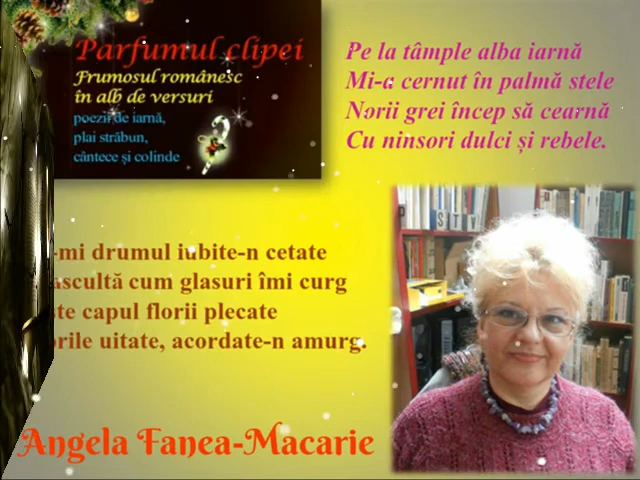 Parfumul clipei
Frumosul românesc
în alb de versuri
poezii de iarnă,
plai străbun,
cântece și colinde
Pe la tâmple alba iarnă
Mi-a cernut în palmă stele
Norii grei încep să cearnă
Cu ninsori dulci și rebele.
-mi drumul iubite-n cetate
ascultă cum glasuri îmi curg
capul florii plecate
uitate, acordate-n amurg.
Angela Fanea-Macarie